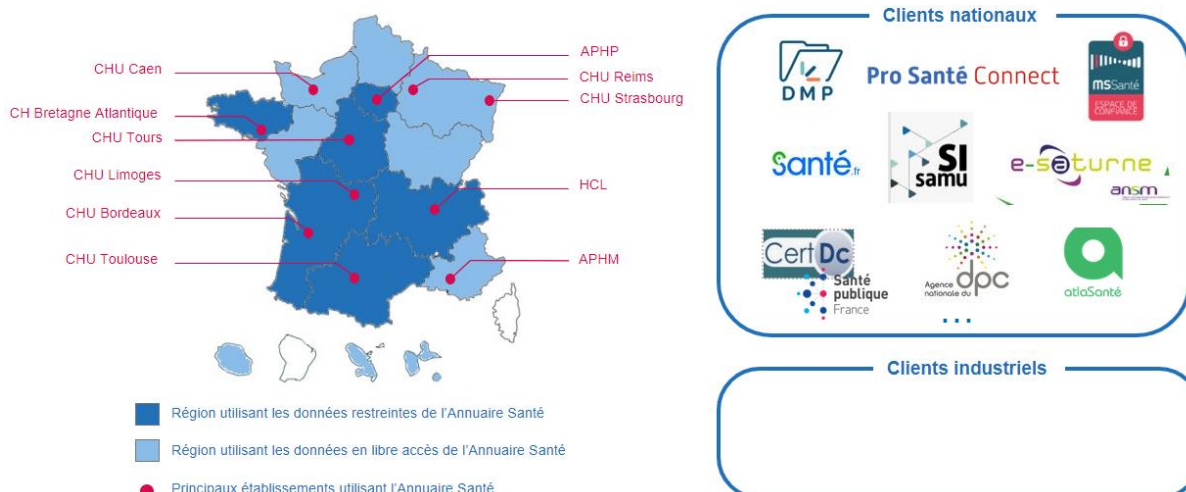 CHU Caen
CH Bretagne Atlantique
CHU Tours
CHU Limoges
CHU Bordeaux
CHU Toulouse
APHP
CHU Reims
CHU Strasbourg
HCL
APHM
Région utilisant les données restreintes de l'Annuaire Santé
Région utilisant les données en libre accès de l'Annuaire Santé
Principaux établissements utilisant l'Annuaire Santé
Clients nationaux
DMP
Pro Santé Connect
msSanté
ESPACE DE
CONFIANCE
Santé.fr
SI
samu
e-saturne
ansm
CertDc
Santé
publique
France
Agence
nationale du
dpc
atlaSanté
...
Clients industriels